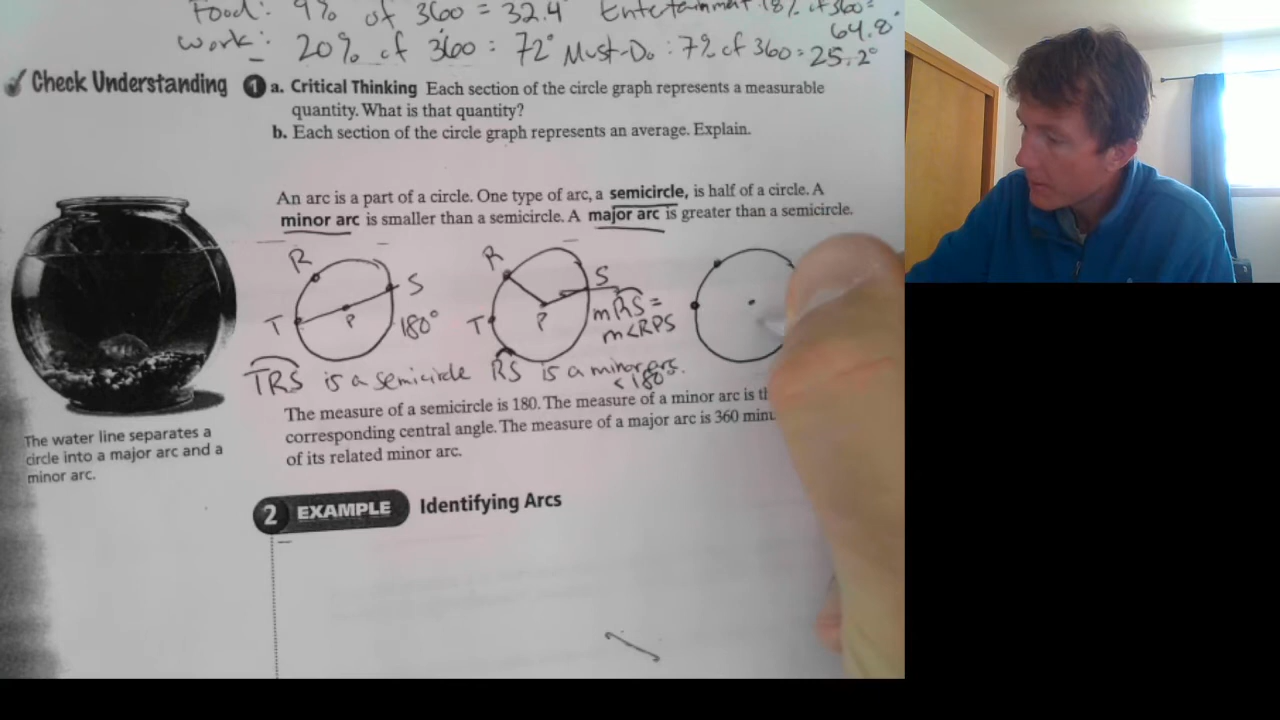 Food: 9% of 360 = 32.4° Entertainment 18% of 360 = 64.8°
Work: 20% of 360 = 72° Must-Do: 7% of 360 = 25.2°
Check Understanding 1 a. Critical Thinking Each section of the circle graph represents a measurable
quantity. What is that quantity?
b. Each section of the circle graph represents an average. Explain.
An arc is a part of a circle. One type of arc, a semicircle, is half of a circle. A
minor arc is smaller than a semicircle. A major arc is greater than a semicircle.
R
S
T
P
180°
R
S
T
P
mRS =
m<RPS
TRS is a semicircle
RS is a minor arc.
< 180°
The water line separates a
circle into a major arc and a
minor arc.
The measure of a semicircle is 180. The measure of a minor arc is
corresponding central angle. The measure of a major arc is 360
of its related minor arc.
2 EXAMPLE Identifying Arcs